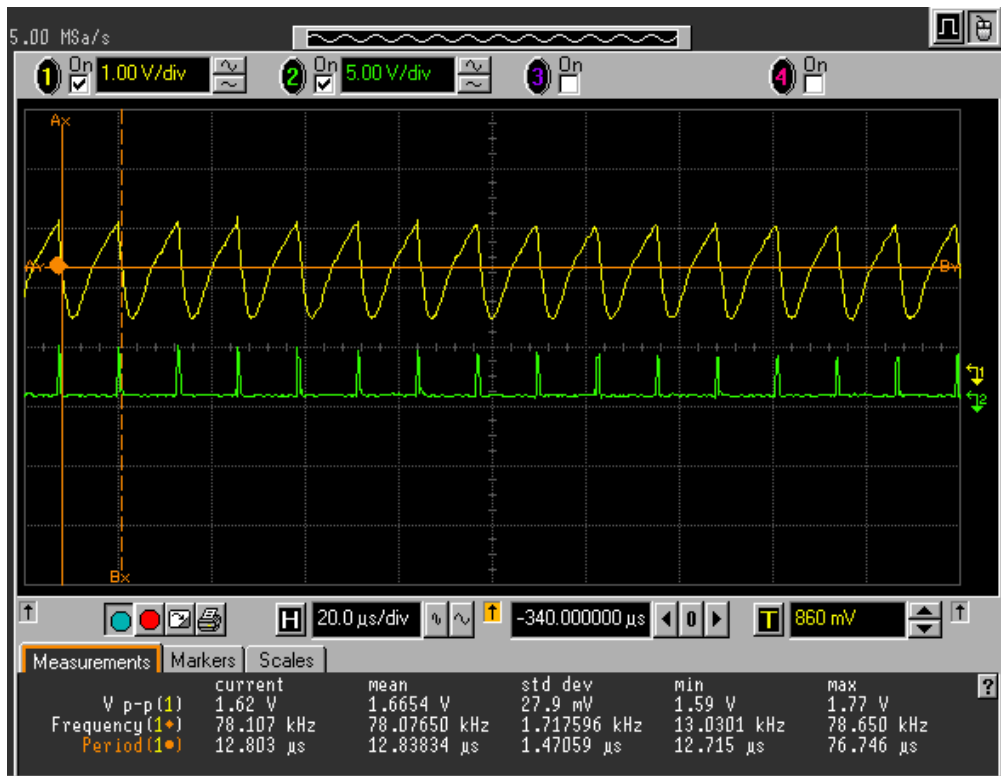 5.00 MSa/s
1 On 1.00 V/div 2 On 5.00 V/div 3 On 4 On
Ax
Ay By
1
2
Bx
H 20.0 µs/div -340.000000 µs 0 T 860 mV
Measurements Markers Scales
current mean std dev min max ?
V p-p(1) 1.62 V 1.6654 V 27.9 mV 1.59 V 1.77 V
Frequency(1) 78.107 kHz 78.07650 kHz 1.717596 kHz 13.0301 kHz 78.650 kHz
Period(1) 12.803 µs 12.83834 µs 1.47059 µs 12.715 µs 76.746 µs